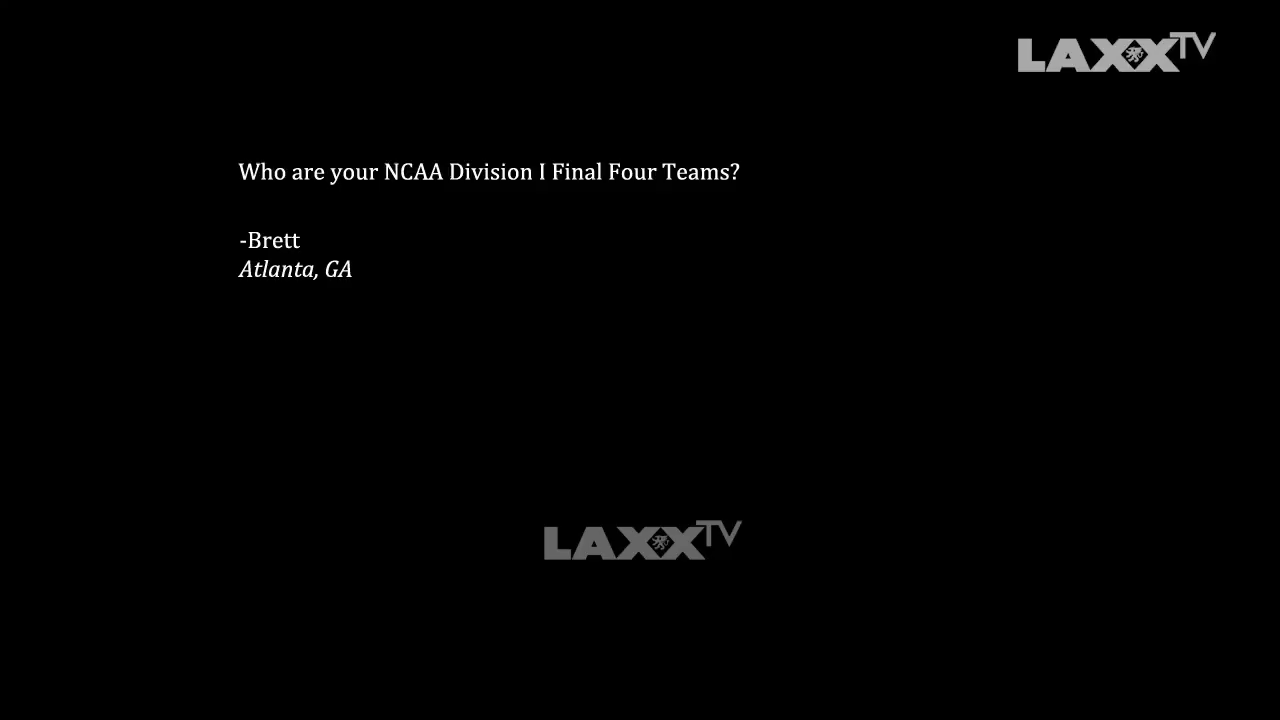 LAXXTV
Who are your NCAA Division I Final Four Teams?
-Brett
Atlanta, GA
LAXXTV